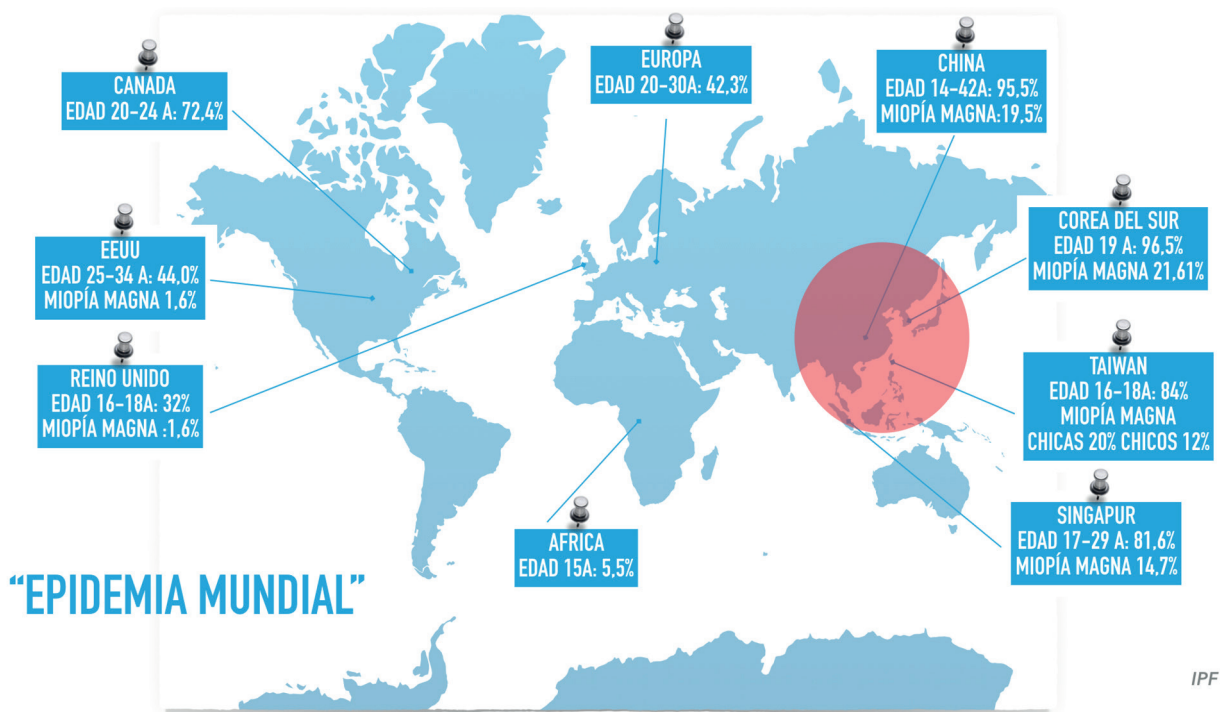 CANADA
EDAD 20-24 A: 72,4%
EUROPA
EDAD 20-30A: 42,3%
CHINA
EDAD 14-42A: 95,5%
MIOPÍA MAGNA:19,5%
EEUU
EDAD 25-34 A: 44,0%
MIOPÍA MAGNA 1,6%
COREA DEL SUR
EDAD 19 A: 96,5%
MIOPÍA MAGNA 21,61%
REINO UNIDO
EDAD 16-18A: 32%
MIOPÍA MAGNA :1,6%
TAIWAN
EDAD 16-18A: 84%
MIOPÍA MAGNA
CHICAS 20% CHICOS 12%
AFRICA
EDAD 15A: 5,5%
SINGAPUR
EDAD 17-29 A: 81,6%
MIOPÍA MAGNA 14,7%
“EPIDEMIA MUNDIAL”
IPF